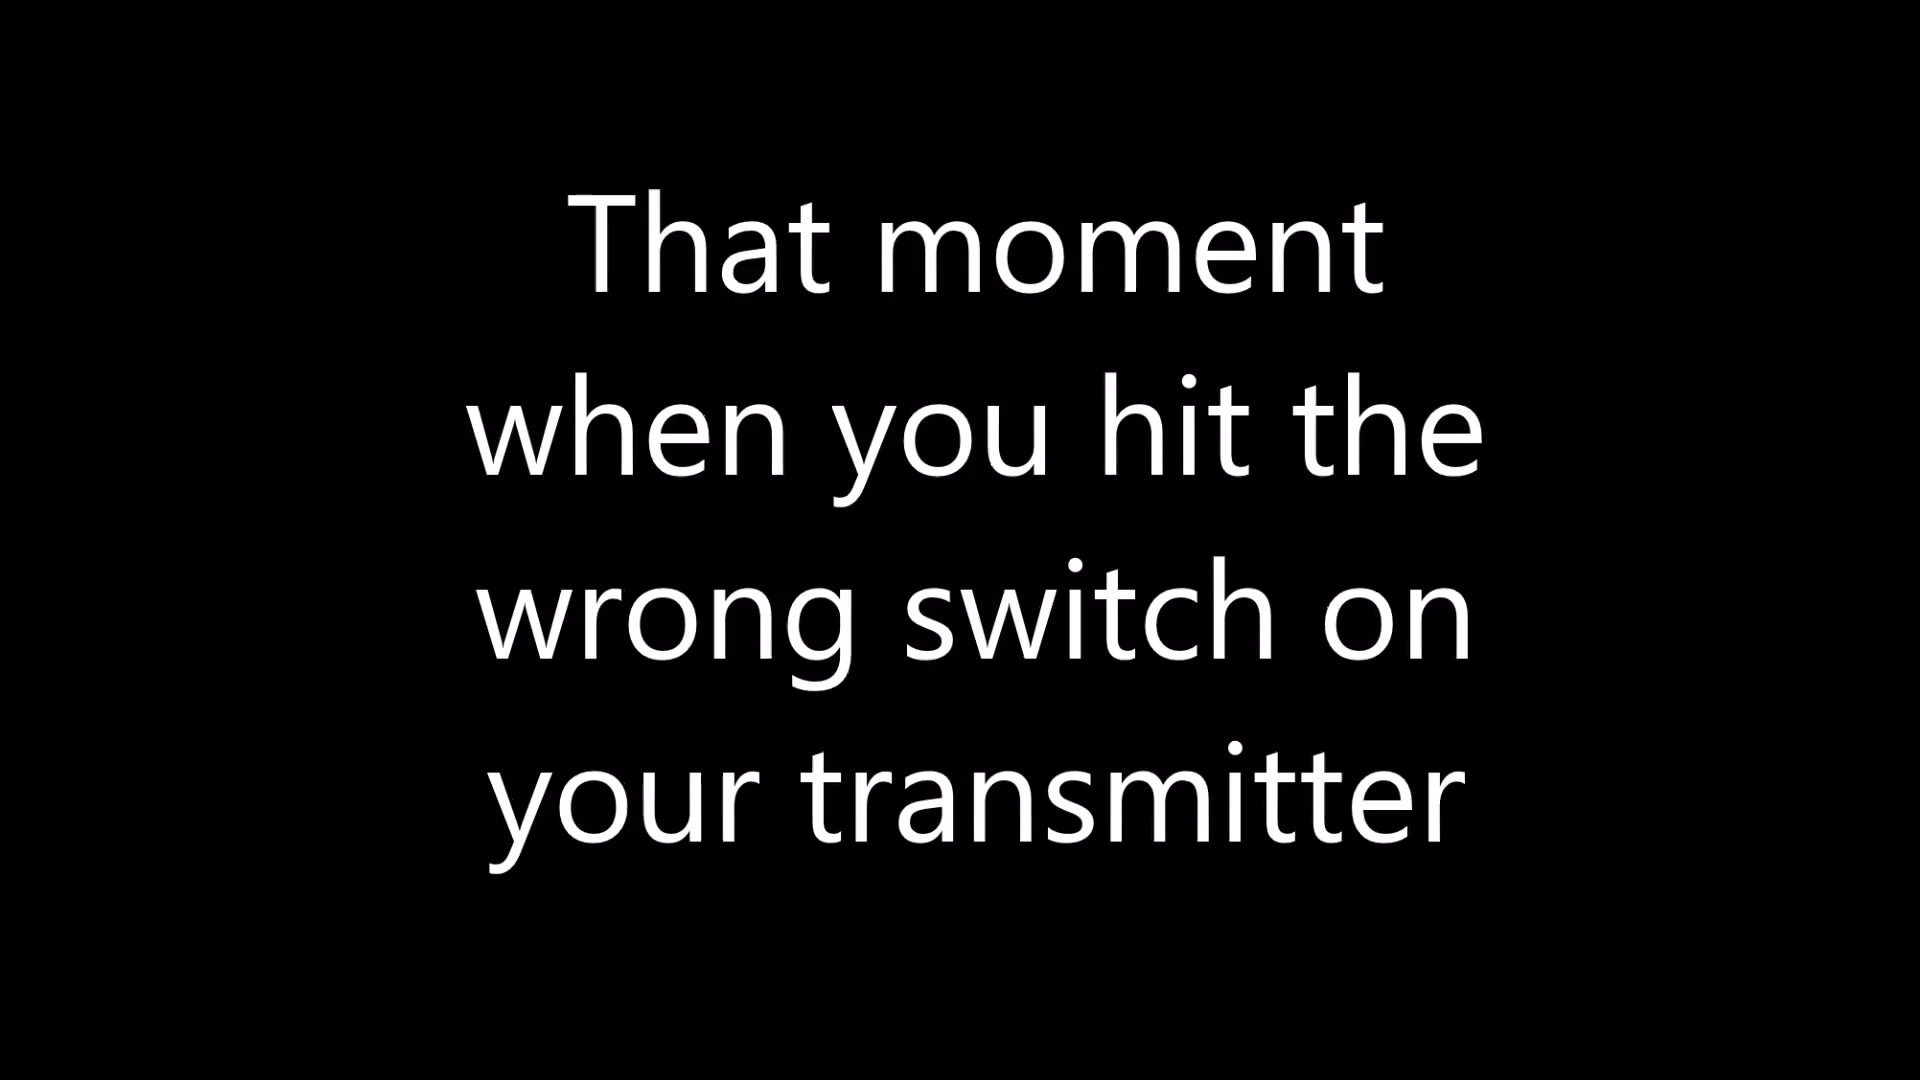 That moment
when you hit the
wrong switch on
your transmitter